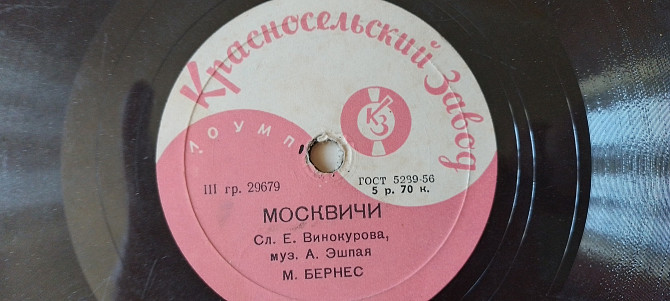 Красносельский Завод
КЗ
ЛОУМП
III гр. 29679
ГОСТ 5289-56
5 р. 70 к.
МОСКВИЧИ
Сл. Е. Винокурова,
муз. А. Эшпая
М. БЕРНЕС